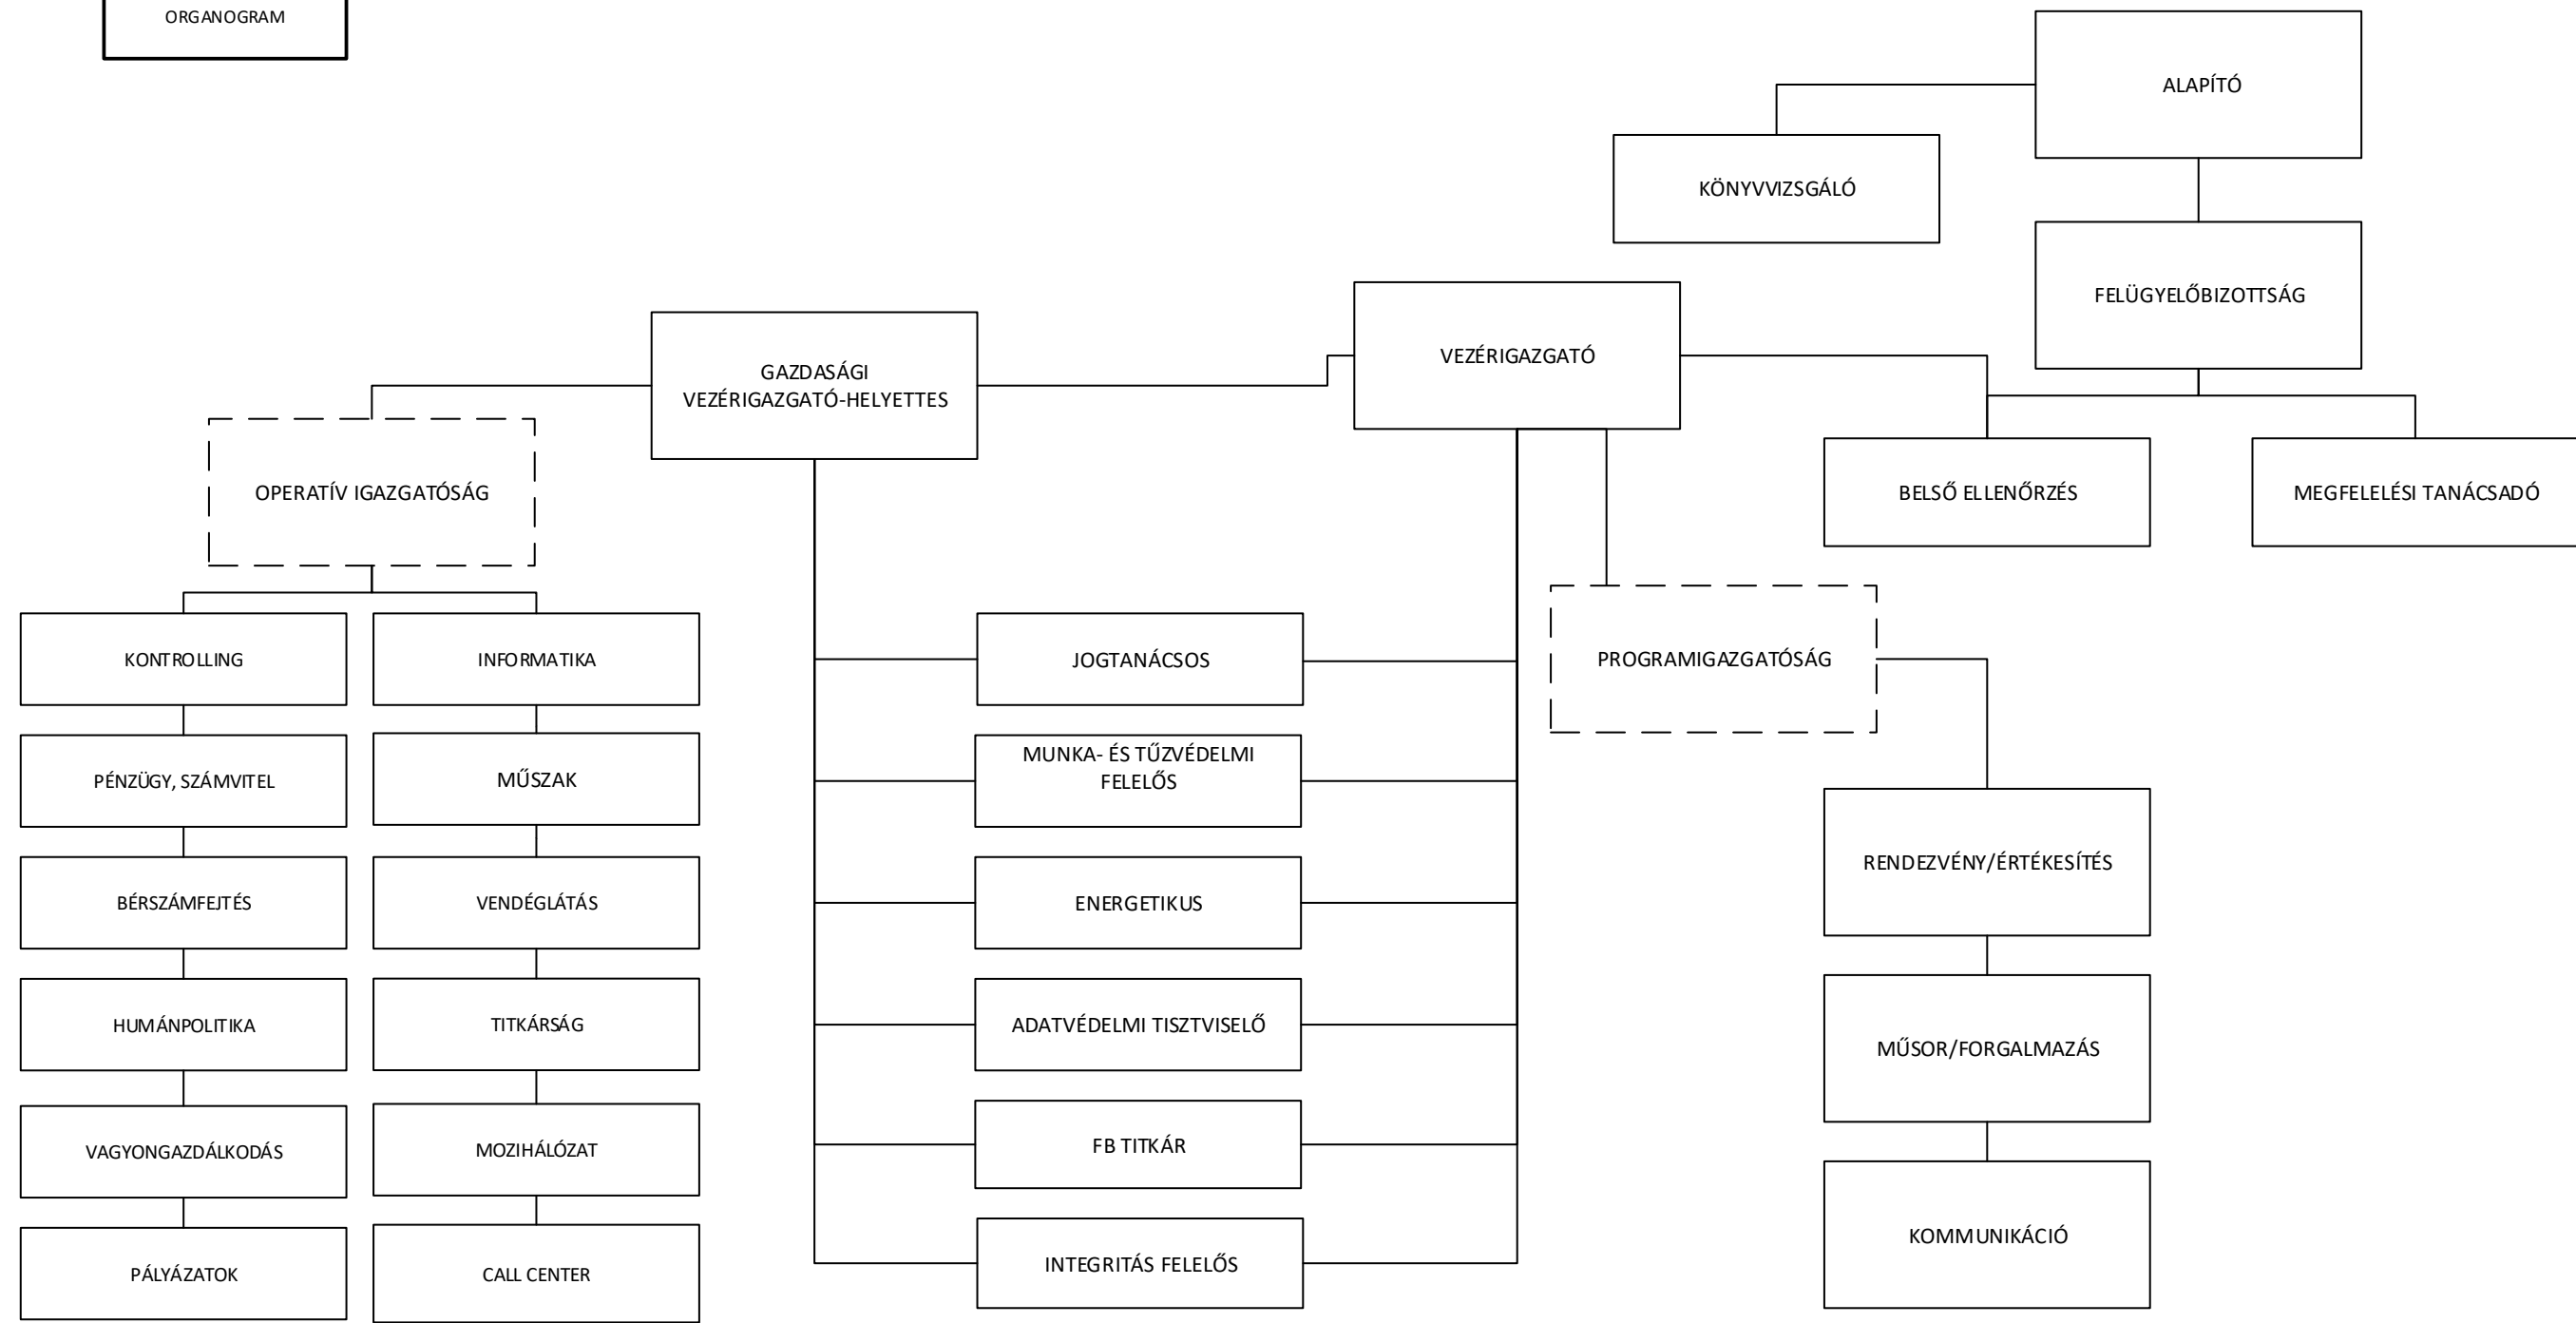 ORGANOGRAM
ALAPÍTÓ
KÖNYVVIZSGÁLÓ
FELÜGYELŐBIZOTTSÁG
VEZÉRIGAZGATÓ
GAZDASÁGI
VEZÉRIGAZGATÓ-HELYETTES
OPERATÍV IGAZGATÓSÁG
BELSŐ ELLENŐRZÉS
MEGFELELÉSI TANÁCSADÓ
KONTROLLING
INFORMATIKA
JOGTANÁCSOS
PROGRAMIGAZGATÓSÁG
PÉNZÜGY, SZÁMVITEL
MŰSZAK
MUNKA- ÉS TŰZVÉDELMI
FELELŐS
RENDEZVÉNY/ÉRTÉKESÍTÉS
BÉRSZÁMFEJTÉS
VENDÉGLÁTÁS
ENERGETIKUS
HUMÁNPOLITIKA
TITKÁRSÁG
ADATVÉDELMI TISZTVISELŐ
MŰSOR/FORGALMAZÁS
VAGYONGAZDÁLKODÁS
MOZIHÁLÓZAT
FB TITKÁR
KOMMUNIKÁCIÓ
PÁLYÁZATOK
CALL CENTER
INTEGRITÁS FELELŐS